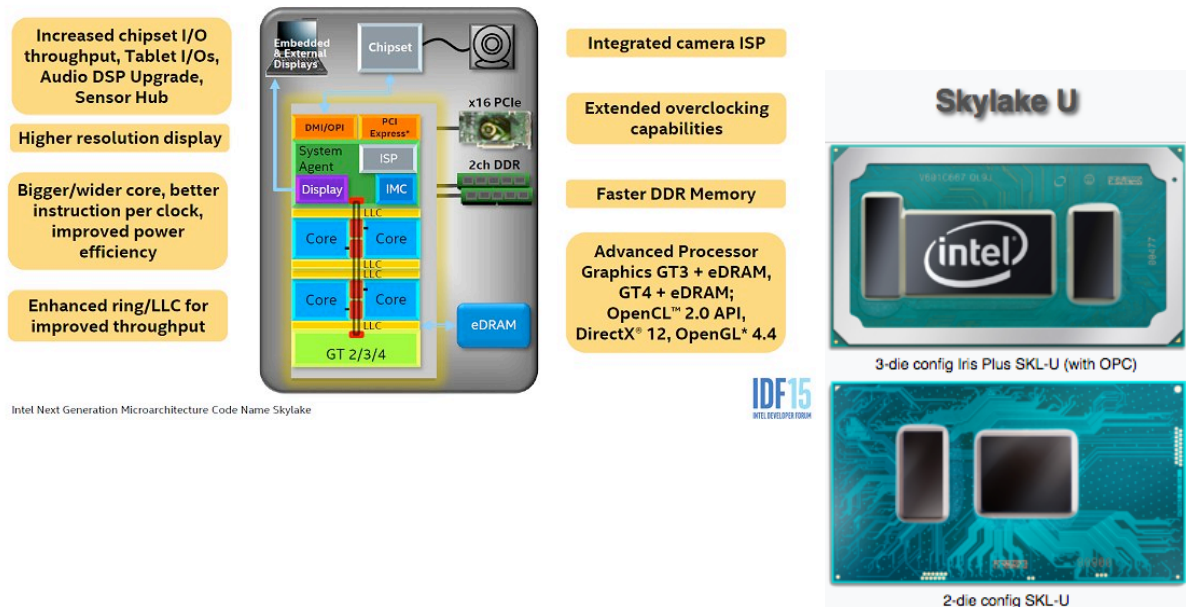 Increased chipset I/O
throughput, Tablet I/Os,
Audio DSP Upgrade,
Sensor Hub
Higher resolution display
Bigger/wider core, better
instruction per clock,
improved power
efficiency
Enhanced ring/LLC for
improved throughput
Embedded
& External
Displays
Chipset
x16 PCIe
DMI/OPI
PCI
Express*
System
Agent
ISP
2ch DDR
Display
IMC
LLC
Core
Core
LLC
LLC
Core
Core
LLC
eDRAM
GT 2/3/4
Integrated camera ISP
Extended overclocking
capabilities
Faster DDR Memory
Advanced Processor
Graphics GT3 + eDRAM,
GT4 + eDRAM;
OpenCL™ 2.0 API,
DirectX® 12, OpenGL* 4.4
Intel Next Generation Microarchitecture Code Name Skylake
IDF15
INTEL DEVELOPER FORUM
Skylake U
intel®
3-die config Iris Plus SKL-U (with OPC)
2-die config SKL-U